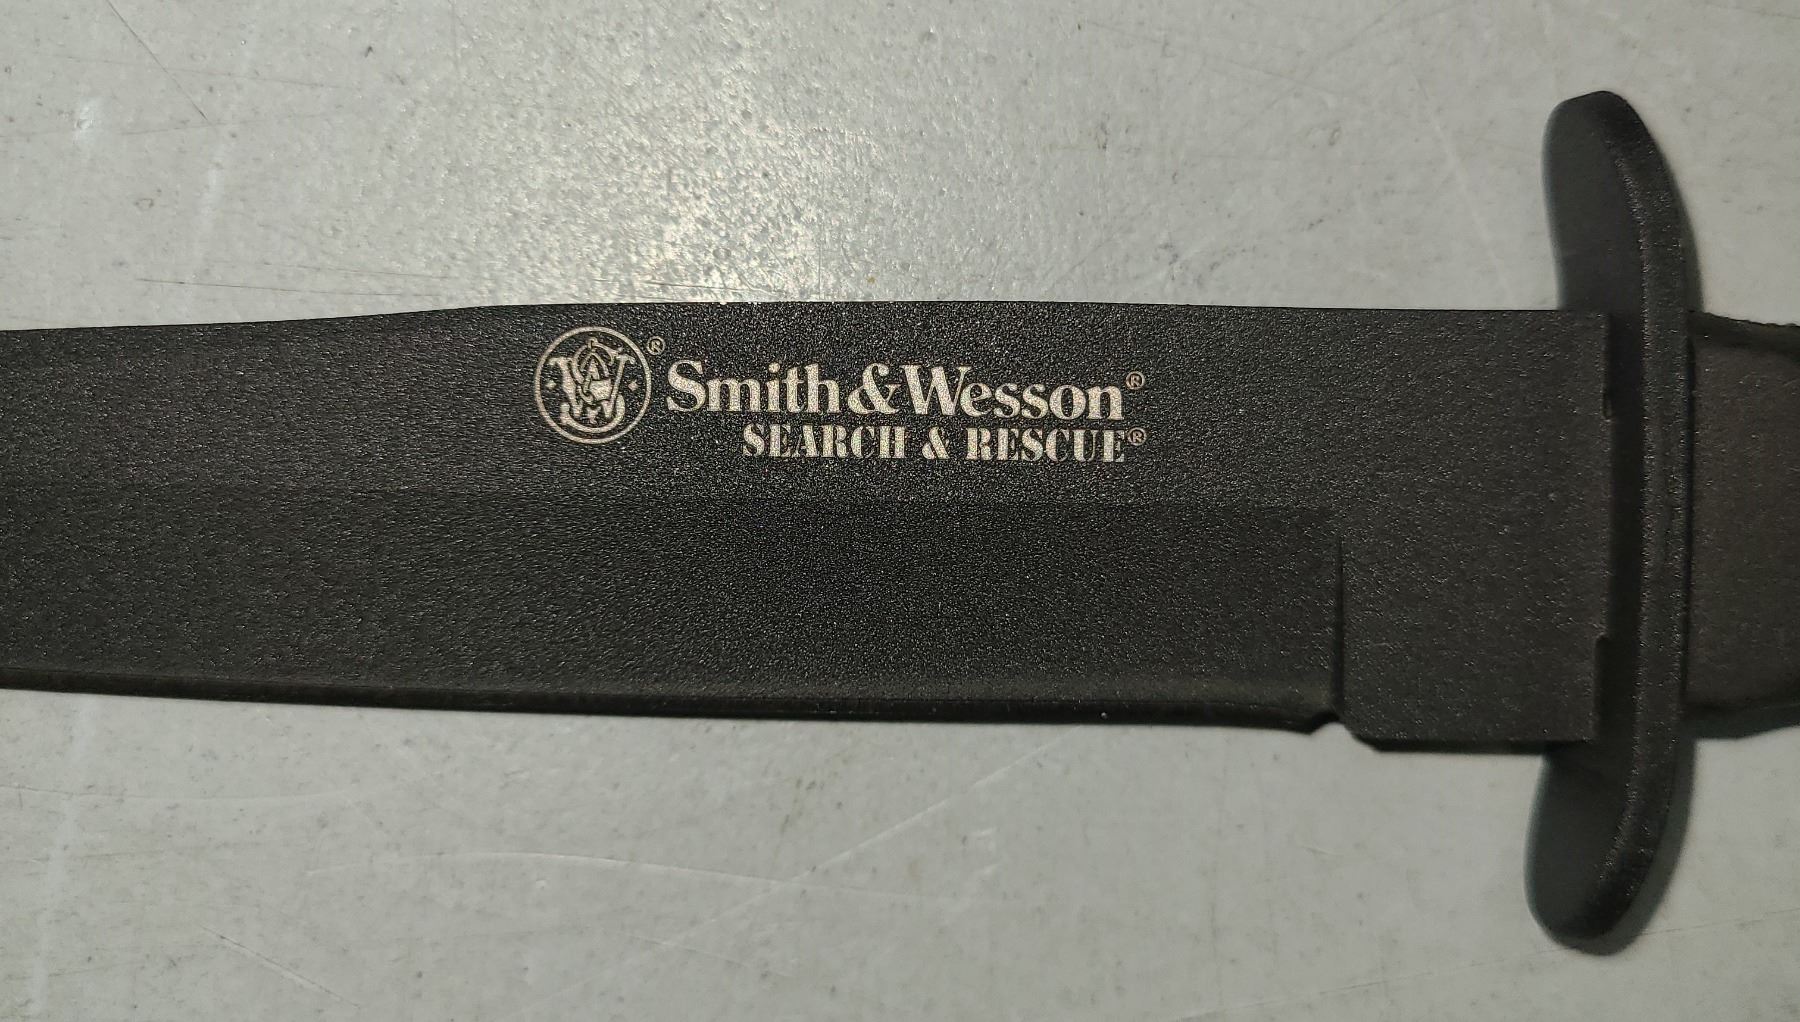 Smith & Wesson®
SEARCH & RESCUE®